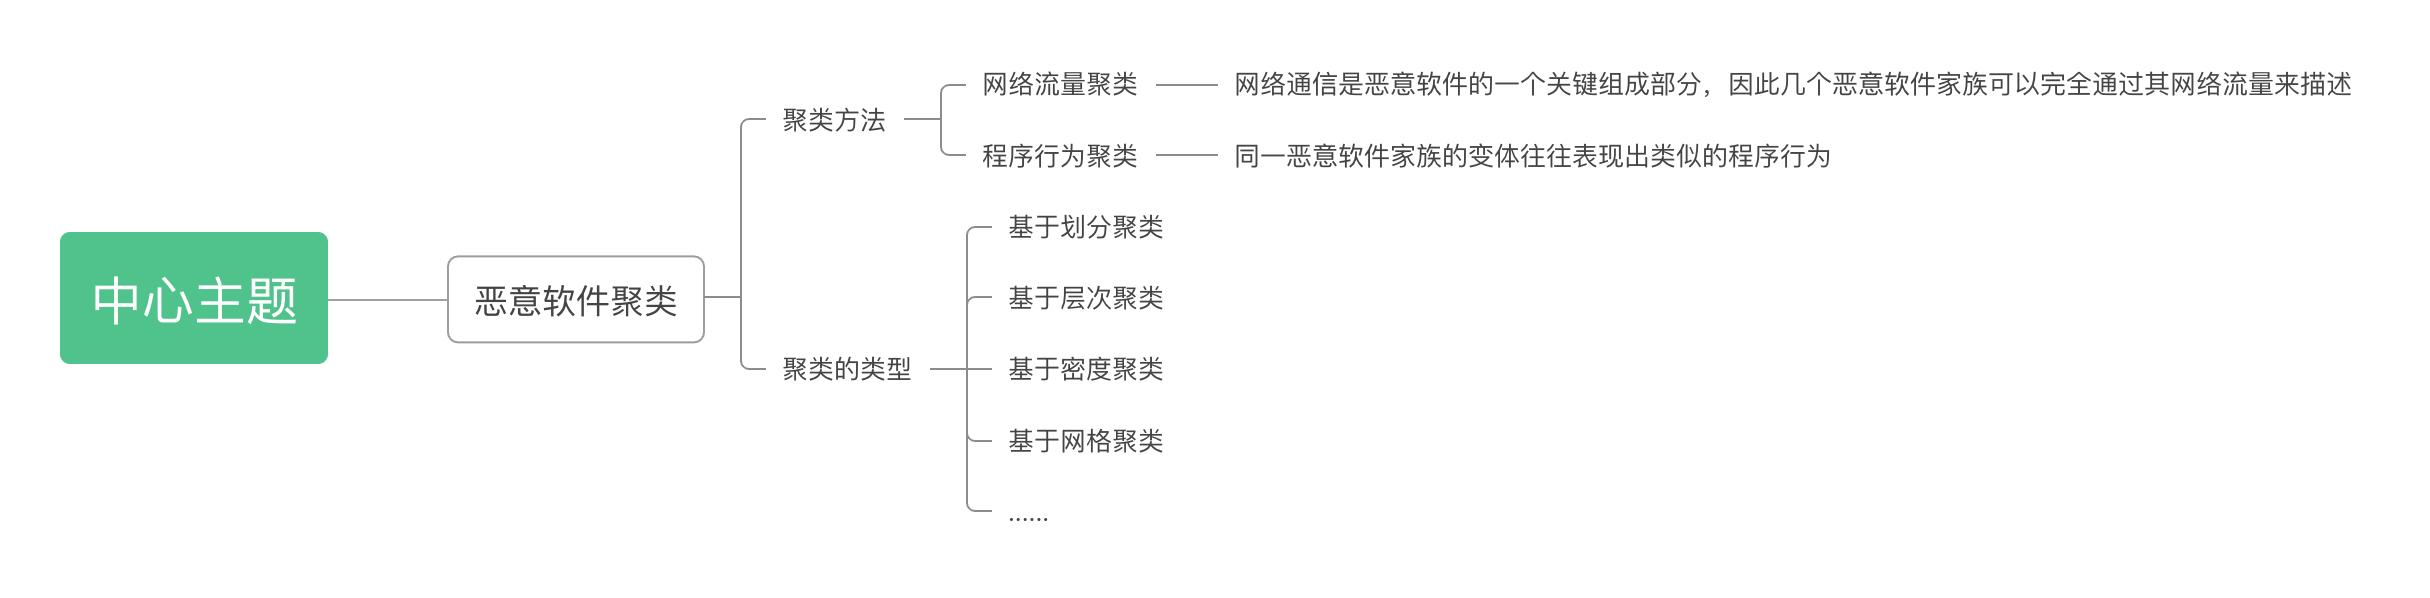 中心主题
恶意软件聚类
聚类方法
网络流量聚类
网络通信是恶意软件的一个关键组成部分，因此几个恶意软件家族可以完全通过其网络流量来描述
程序行为聚类
同一恶意软件家族的变体往往表现出类似的程序行为
聚类的类型
基于划分聚类
基于层次聚类
基于密度聚类
基于网格聚类
......